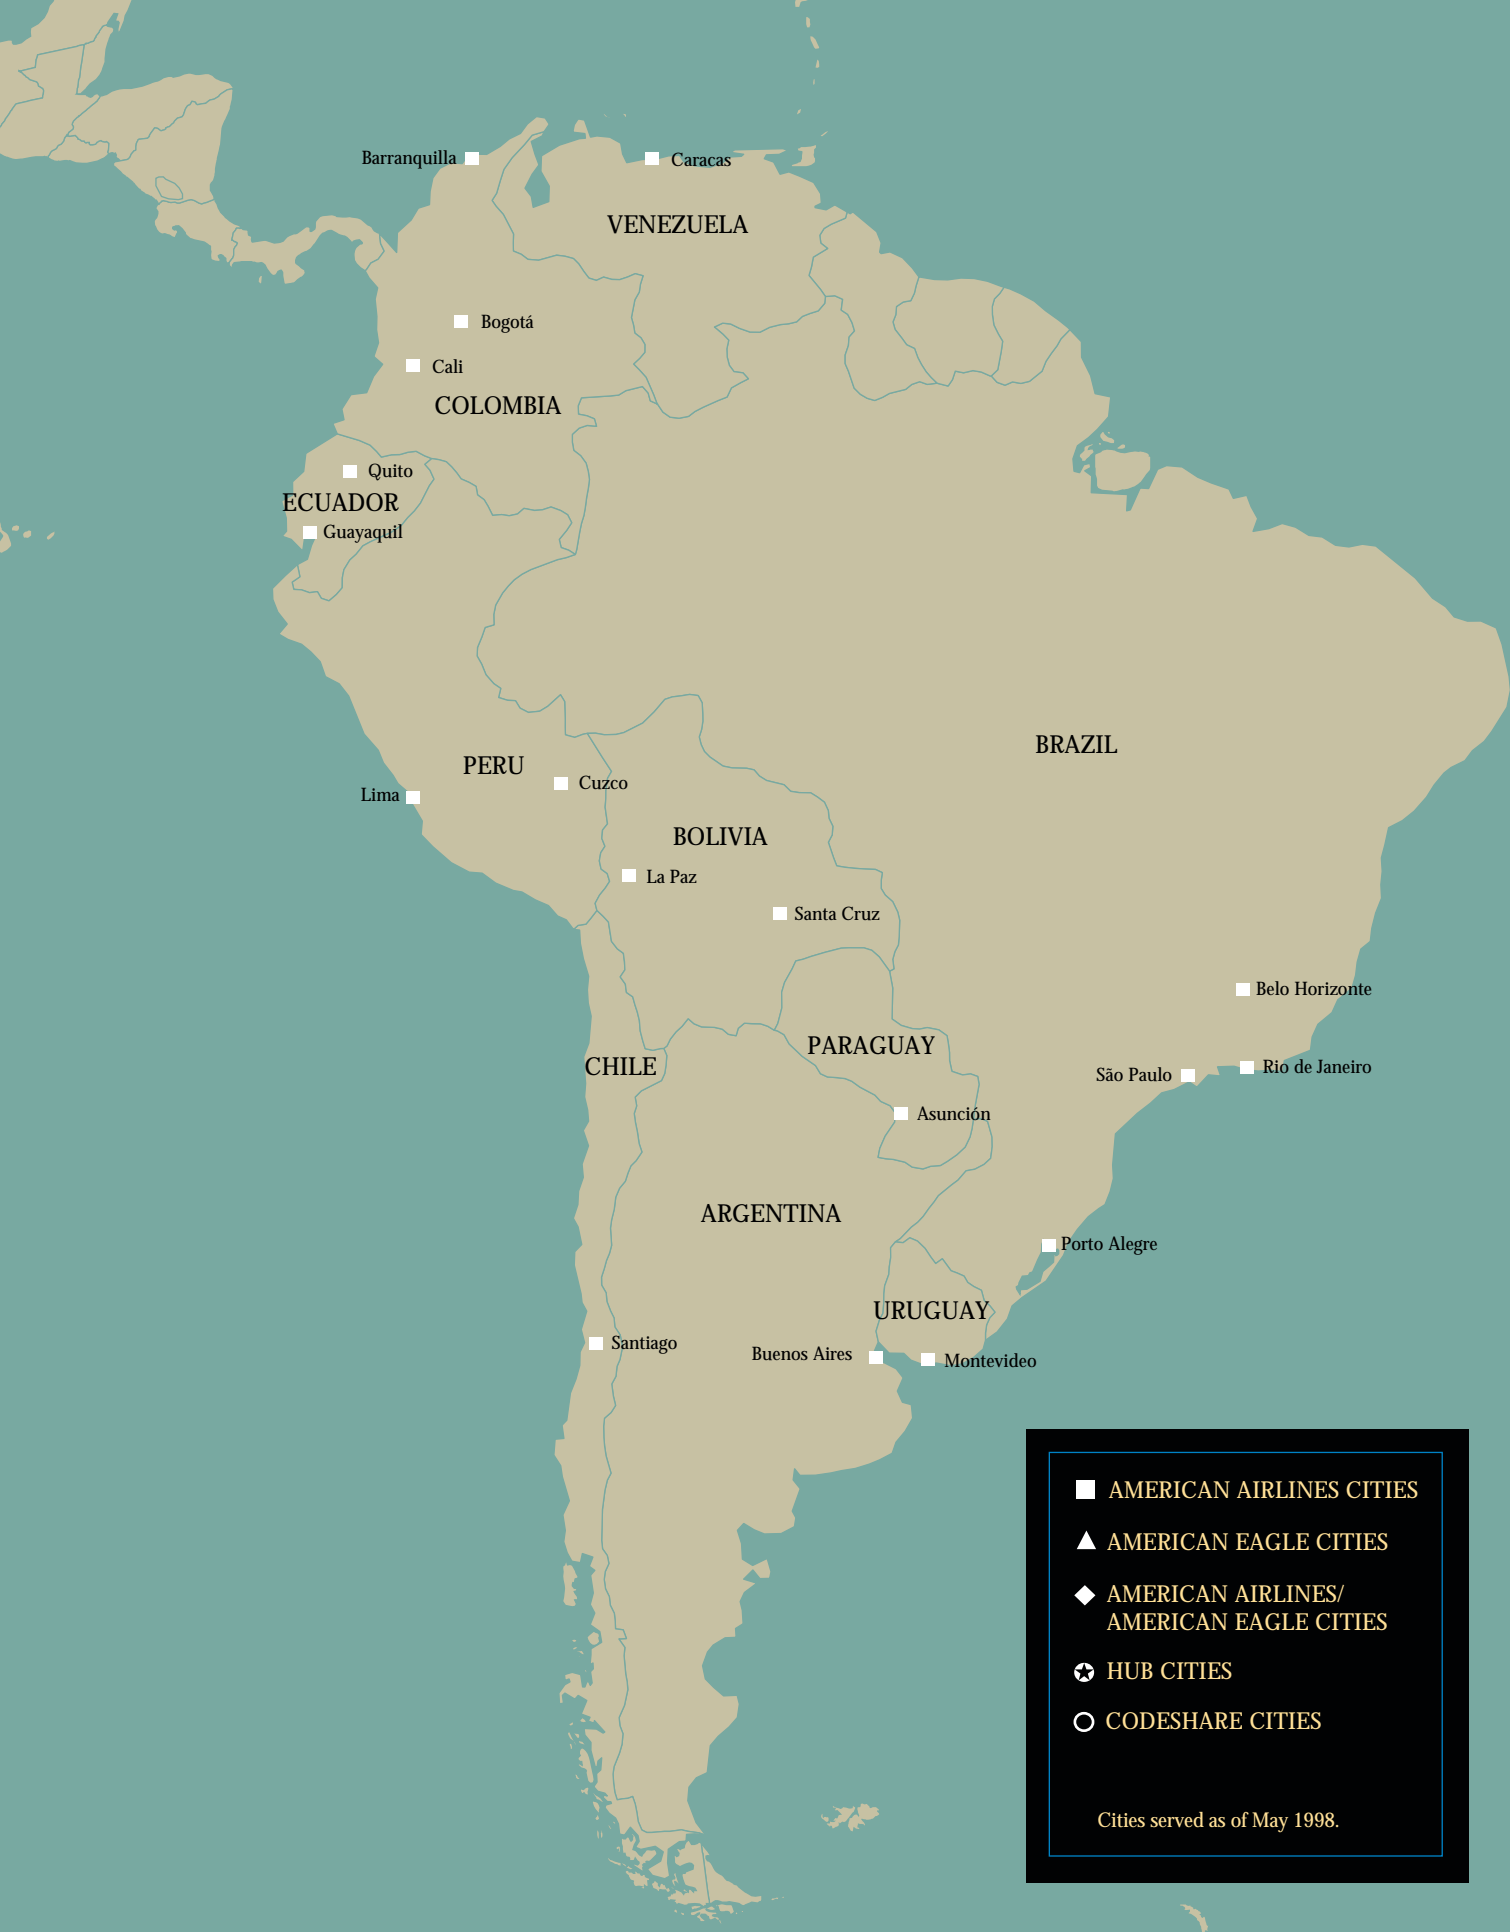 Barranquilla
Caracas
VENEZUELA
Bogotá
Cali
COLOMBIA
Quito
ECUADOR
Guayaquil
BRAZIL
PERU
Cuzco
Lima
BOLIVIA
La Paz
Santa Cruz
Belo Horizonte
PARAGUAY
CHILE
Rio de Janeiro
São Paulo
Asunción
ARGENTINA
Porto Alegre
URUGUAY
Santiago
Buenos Aires
Montevideo
AMERICAN AIRLINES CITIES
AMERICAN EAGLE CITIES
AMERICAN AIRLINES/
AMERICAN EAGLE CITIES
HUB CITIES
CODESHARE CITIES
Cities served as of May 1998.